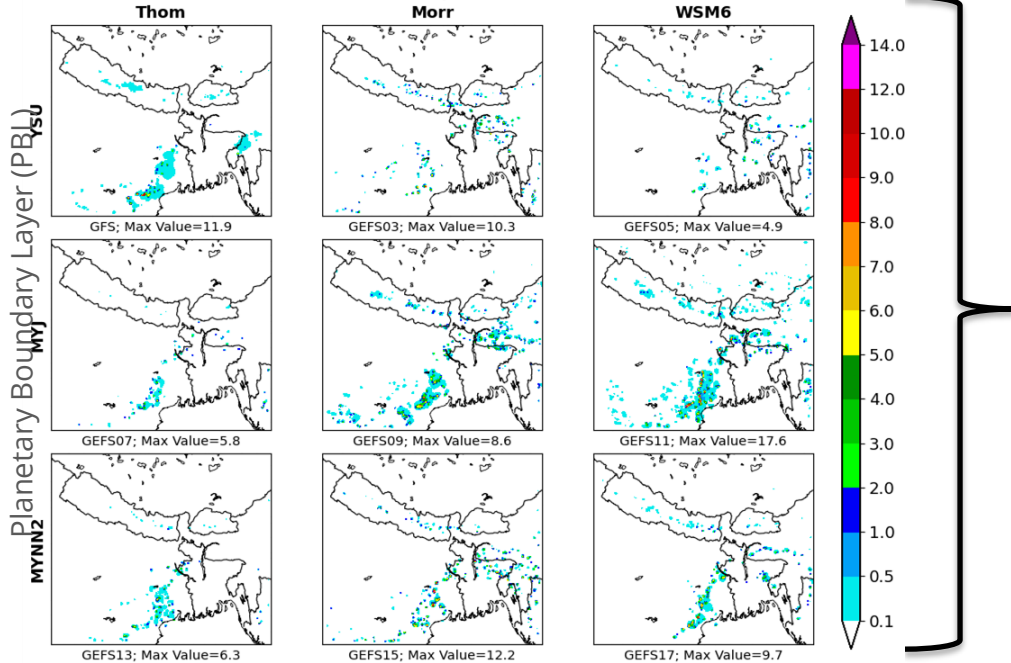 Thom Morr WSM6
Planetary Boundary Layer (PBL)
YSU
GFS; Max Value=11.9 GEFS03; Max Value=10.3 GEFS05; Max Value=4.9
MYJ
GEFS07; Max Value=5.8 GEFS09; Max Value=8.6 GEFS11; Max Value=17.6
MYNN2
GEFS13; Max Value=6.3 GEFS15; Max Value=12.2 GEFS17; Max Value=9.7
14.0
12.0
10.0
9.0
8.0
7.0
6.0
5.0
4.0
3.0
2.0
1.0
0.5
0.1